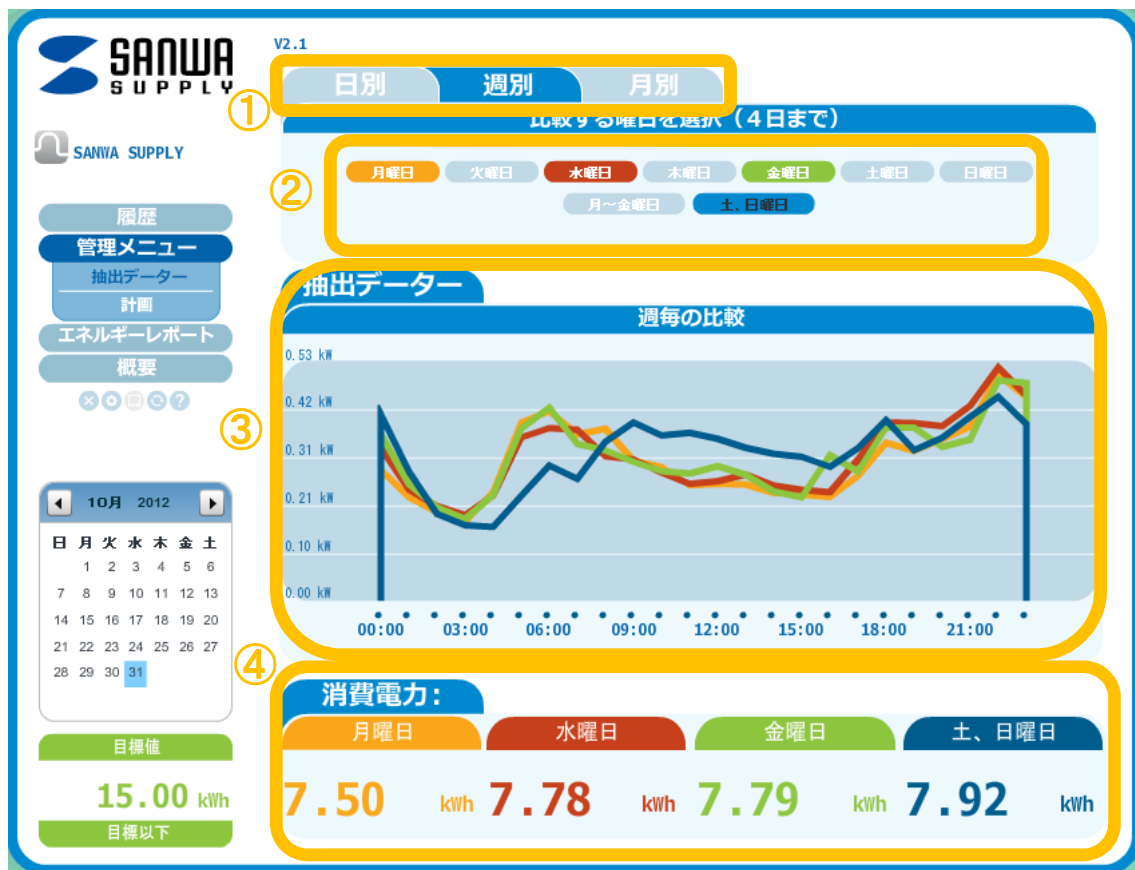 SANWA
SUPPLY
V2.1
日別 週別 月別
①
比較する曜日を選択（4日まで）
SANWA SUPPLY
②
月曜日 火曜日 水曜日 木曜日 金曜日 土曜日 日曜日
月～金曜日 土、日曜日
履歴
管理メニュー
抽出データー
計画
エネルギーレポート
概要
抽出データー
週毎の比較
③
0.53 kW
0.42 kW
0.31 kW
0.21 kW
0.10 kW
0.00 kW
00:00 03:00 06:00 09:00 12:00 15:00 18:00 21:00
10月 2012
日 月 火 水 木 金 土
1 2 3 4 5 6
7 8 9 10 11 12 13
14 15 16 17 18 19 20
21 22 23 24 25 26 27
28 29 30 31
④
消費電力：
月曜日 水曜日 金曜日 土、日曜日
7.50 kWh 7.78 kWh 7.79 kWh 7.92 kWh
目標値
15.00 kWh
目標以下